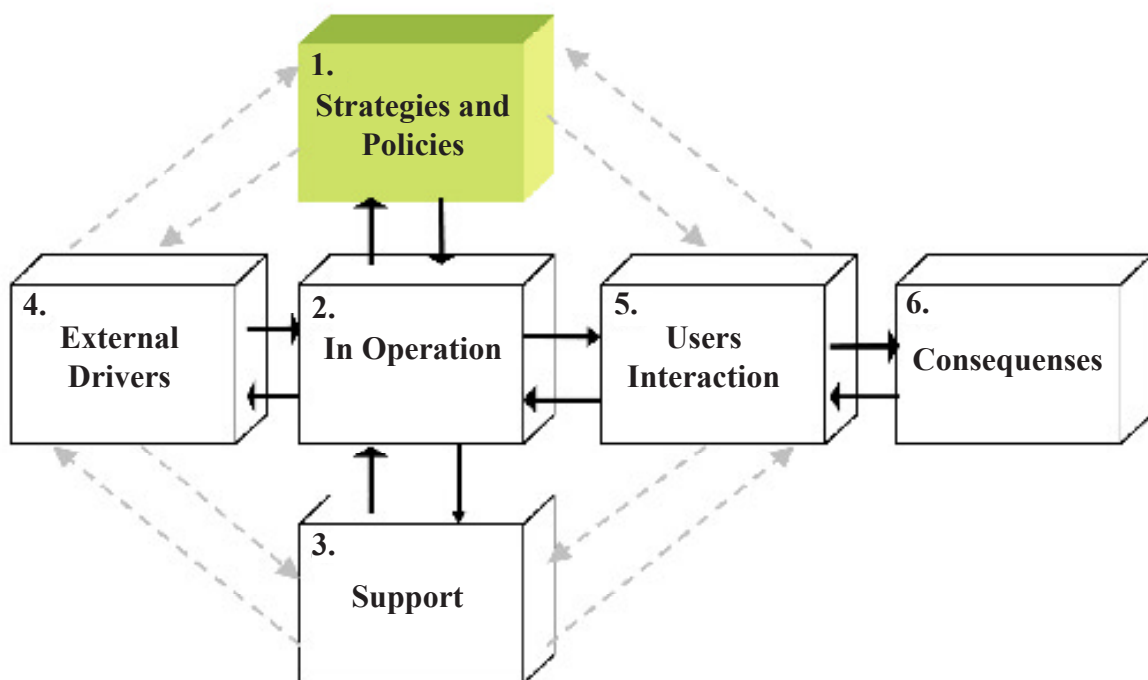 1.
Strategies and
Policies
4.
External
Drivers
2.
In Operation
5.
Users
Interaction
6.
Consequenses
3.
Support